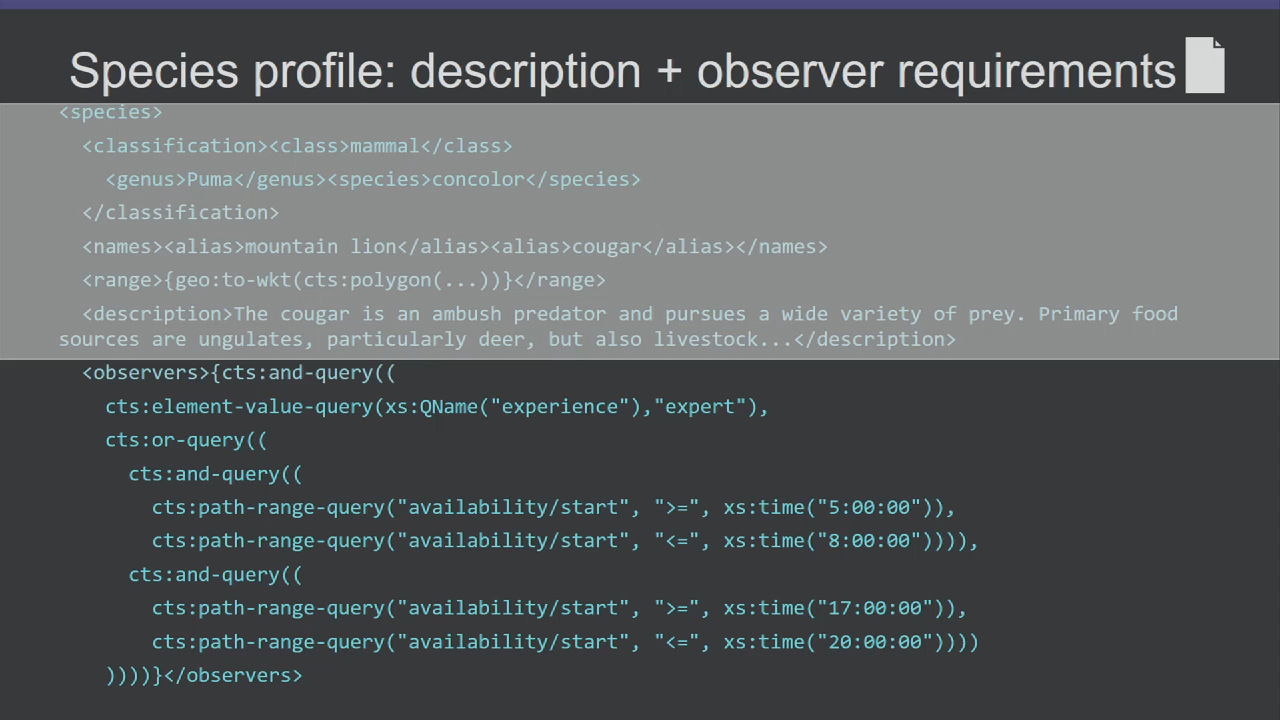 Species profile: description + observer requirements
<species>
<classification><class>mammal</class>
<genus>Puma</genus><species>concolor</species>
</classification>
<names><alias>mountain lion</alias><alias>cougar</alias></names>
<range>{geo:to-wkt(cts:polygon(...))}</range>
<description>The cougar is an ambush predator and pursues a wide variety of prey. Primary food
sources are ungulates, particularly deer, but also livestock...</description>
<observers>{cts:and-query((
cts:element-value-query(xs:QName("experience"),"expert"),
cts:or-query((
cts:and-query((
cts:path-range-query("availability/start", ">=", xs:time("5:00:00")),
cts:path-range-query("availability/start", "<=", xs:time("8:00:00")))),
cts:and-query((
cts:path-range-query("availability/start", ">=", xs:time("17:00:00")),
cts:path-range-query("availability/start", "<=", xs:time("20:00:00"))))
))))}</observers>